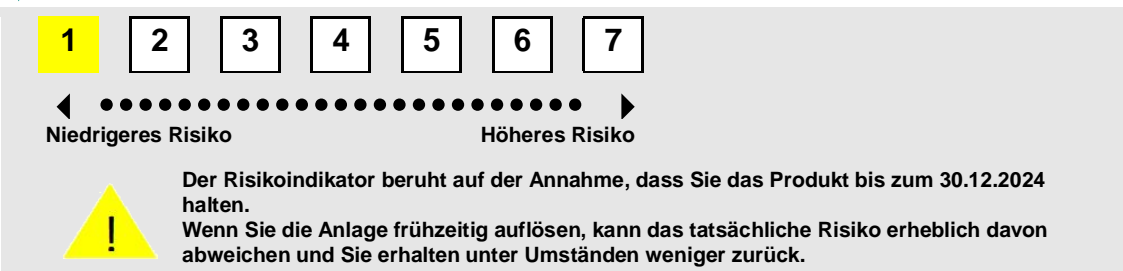 1 2 3 4 5 6 7
Niedrigeres Risiko Höheres Risiko
Der Risikoindikator beruht auf der Annahme, dass Sie das Produkt bis zum 30.12.2024
halten.
Wenn Sie die Anlage frühzeitig auflösen, kann das tatsächliche Risiko erheblich davon
abweichen und Sie erhalten unter Umständen weniger zurück.
!